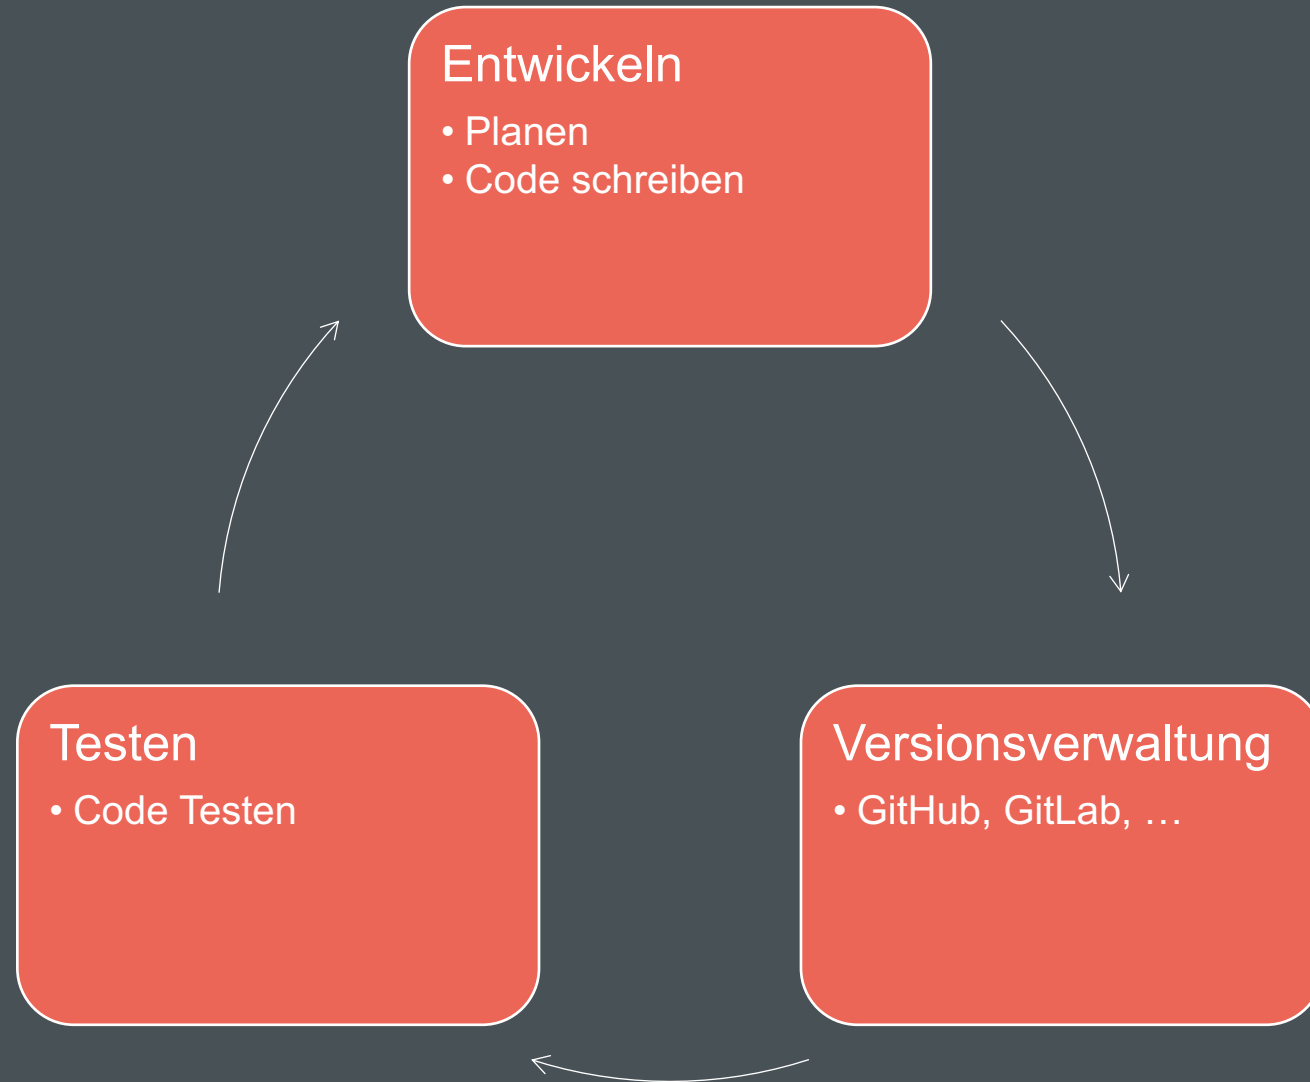 Entwickeln
• Planen
• Code schreiben
Versionsverwaltung
• GitHub, GitLab, …
Testen
• Code Testen